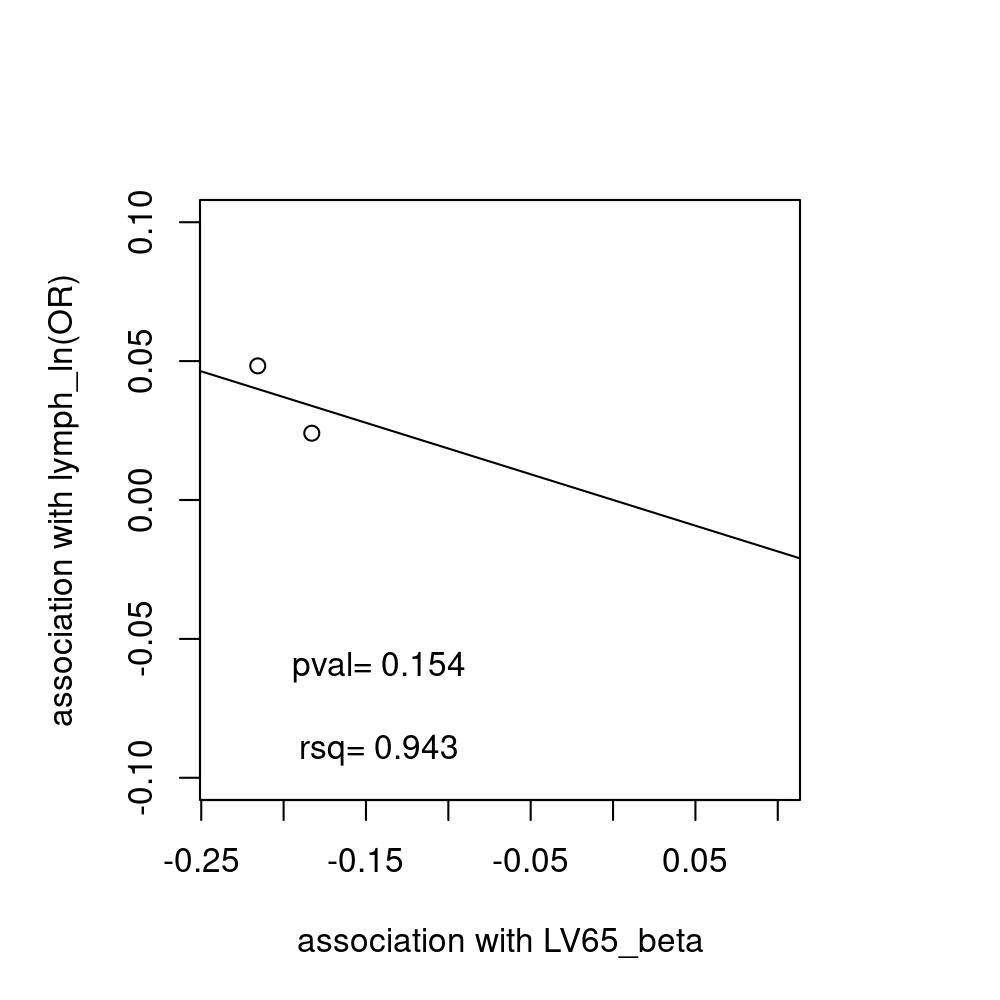 association with lymph_ln(OR)
0.10
0.05
0.00
-0.05
-0.10
pval= 0.154
rsq= 0.943
-0.25 -0.15 -0.05 0.05
association with LV65_beta